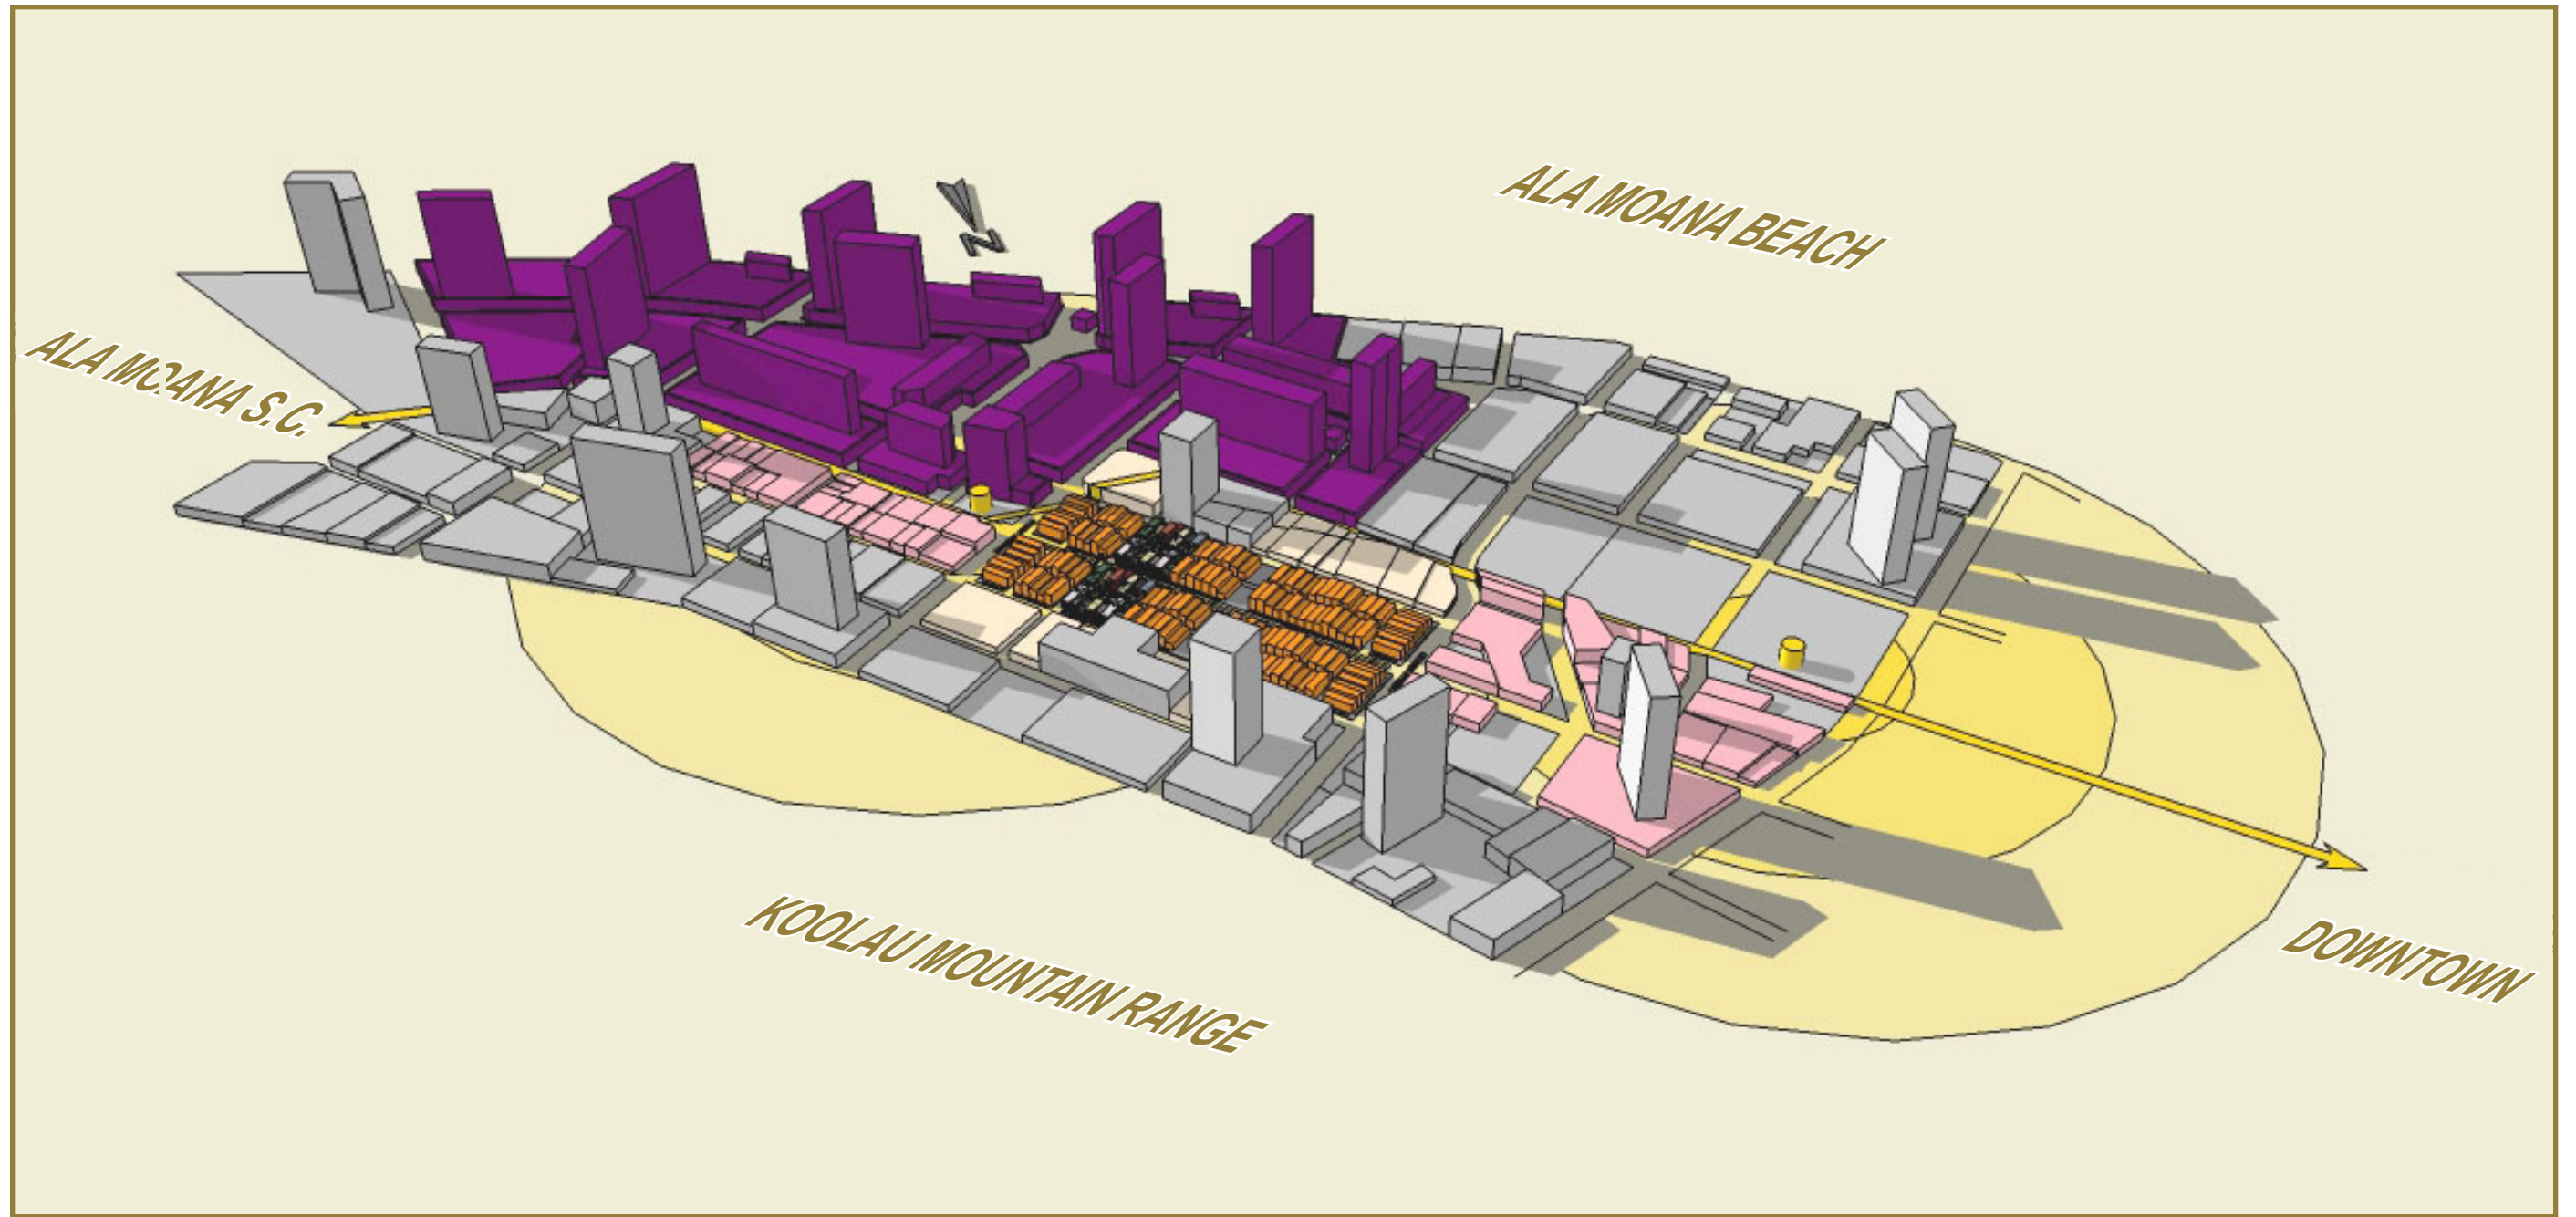 ALA MOANA BEACH
N
ALA MOANA S.C.
KOOLAU MOUNTAIN RANGE
DOWNTOWN